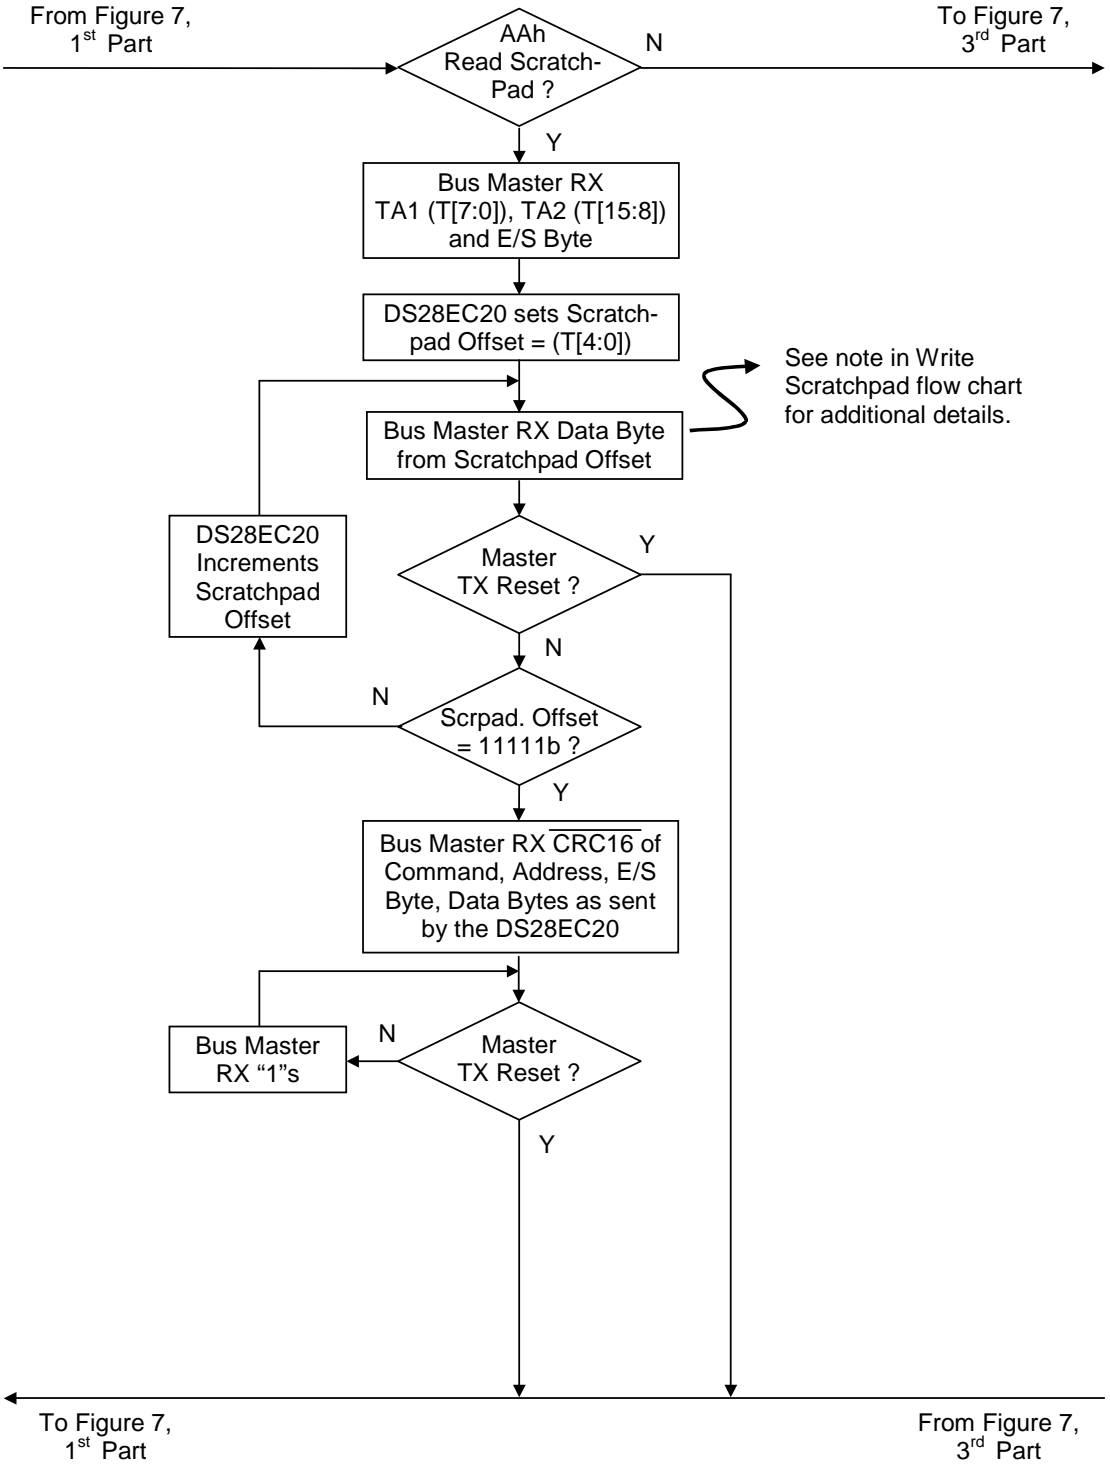 From Figure 7,
1st Part
To Figure 7,
3rd Part
AAh
Read Scratch-
Pad ?
N
Y
Bus Master RX
TA1 (T[7:0]), TA2 (T[15:8])
and E/S Byte
DS28EC20 sets Scratch-
pad Offset = (T[4:0])
See note in Write
Scratchpad flow chart
for additional details.
Bus Master RX Data Byte
from Scratchpad Offset
DS28EC20
Increments
Scratchpad
Offset
Master
TX Reset ?
Y
N
N
Scrpad. Offset
= 11111b ?
Y
Bus Master RX CRC16 of
Command, Address, E/S
Byte, Data Bytes as sent
by the DS28EC20
Bus Master
RX “1”s
N
Master
TX Reset ?
Y
To Figure 7,
1st Part
From Figure 7,
3rd Part